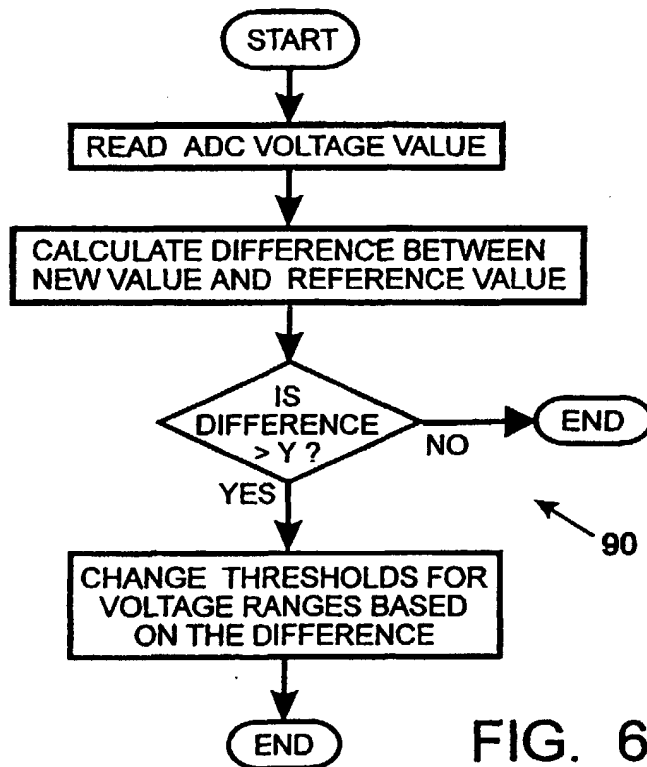 START
READ ADC VOLTAGE VALUE
CALCULATE DIFFERENCE BETWEEN
NEW VALUE AND REFERENCE VALUE
IS
DIFFERENCE
> Y ?
NO
END
YES
90
CHANGE THRESHOLDS FOR
VOLTAGE RANGES BASED
ON THE DIFFERENCE
END
FIG. 6